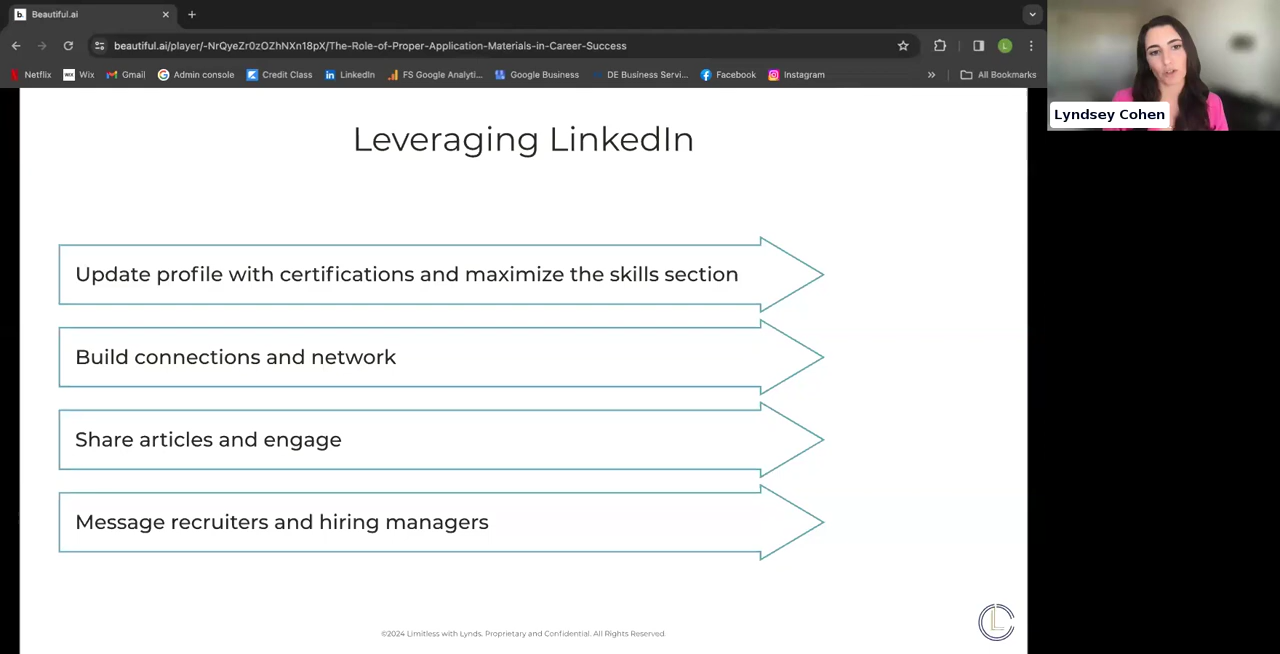 b. Beautiful.ai
beautiful.ai/player/-NrQyeZr0zOZhNXn18pX/The-Role-of-Proper-Application-Materials-in-Career-Success
L
Netflix WIX Wix Gmail Admin console Credit Class LinkedIn FS Google Analyti... Google Business DE Business Servi... Facebook Instagram » All Bookmarks
Lyndsey Cohen
Leveraging LinkedIn
Update profile with certifications and maximize the skills section
Build connections and network
Share articles and engage
Message recruiters and hiring managers
©2024 Limitless with Lynds. Proprietary and Confidential. All Rights Reserved.